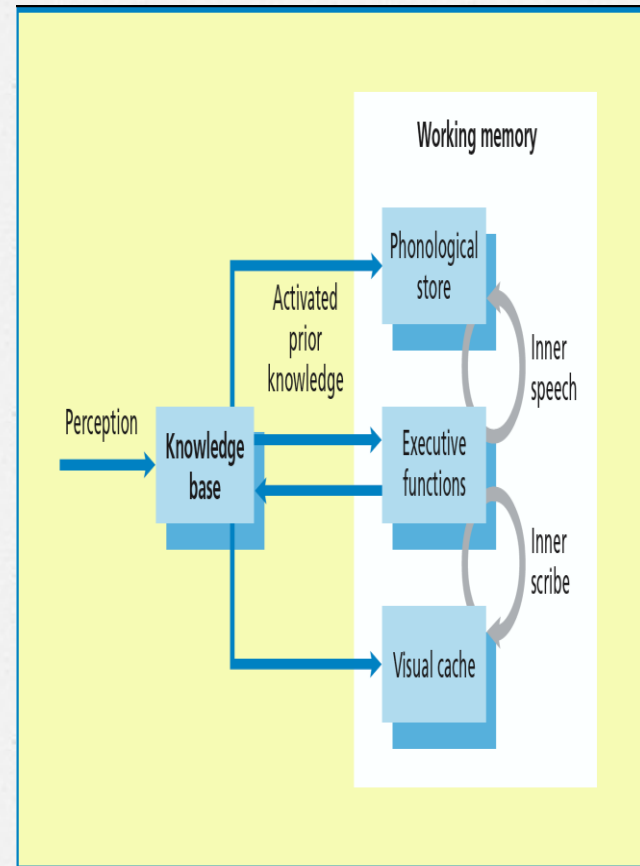 Working memory
Phonological
store
Activated
prior
knowledge
Inner
speech
Perception
Knowledge
base
Executive
functions
Inner
scribe
Visual cache